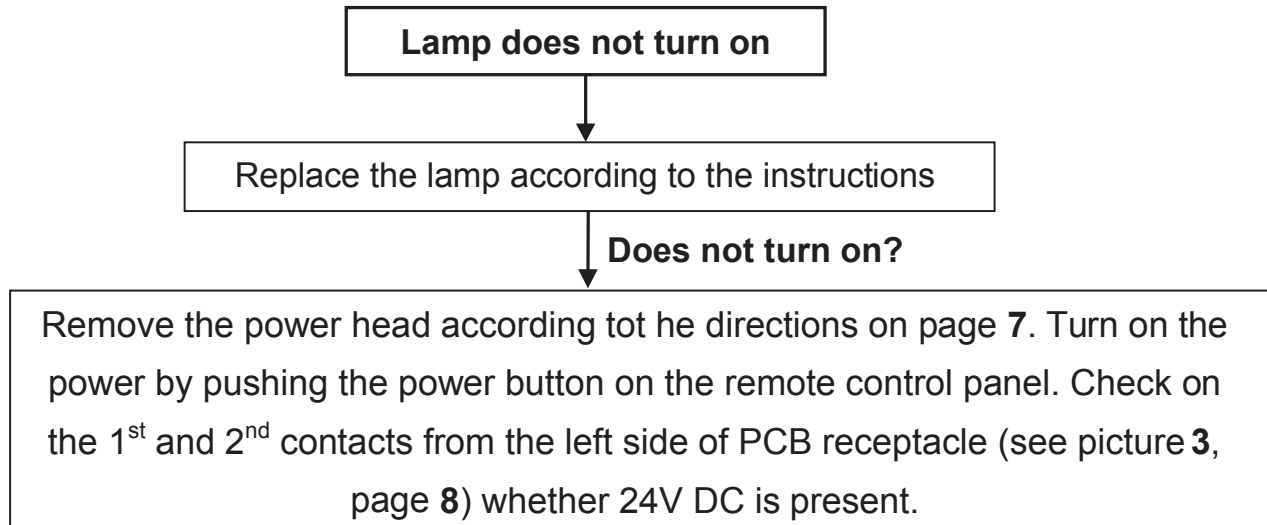 Lamp does not turn on
Replace the lamp according to the instructions
Does not turn on?
Remove the power head according tot he directions on page 7. Turn on the
power by pushing the power button on the remote control panel. Check on
the 1st and 2nd contacts from the left side of PCB receptacle (see picture 3,
page 8) whether 24V DC is present.